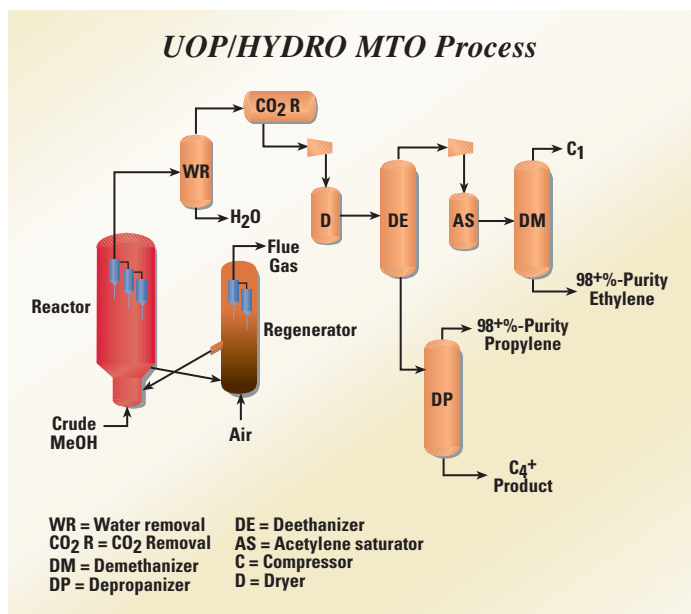 UOP/HYDRO MTO Process
CO2 R
WR
C1
H2O
D
DE
AS
DM
Flue
Gas
98+%-Purity
Ethylene
Reactor
Regenerator
98+%-Purity
Propylene
DP
Crude
MeOH
Air
C4+
Product
WR = Water removal
CO2 R = CO2 Removal
DM = Demethanizer
DP = Depropanizer
DE = Deethanizer
AS = Acetylene saturator
C = Compressor
D = Dryer